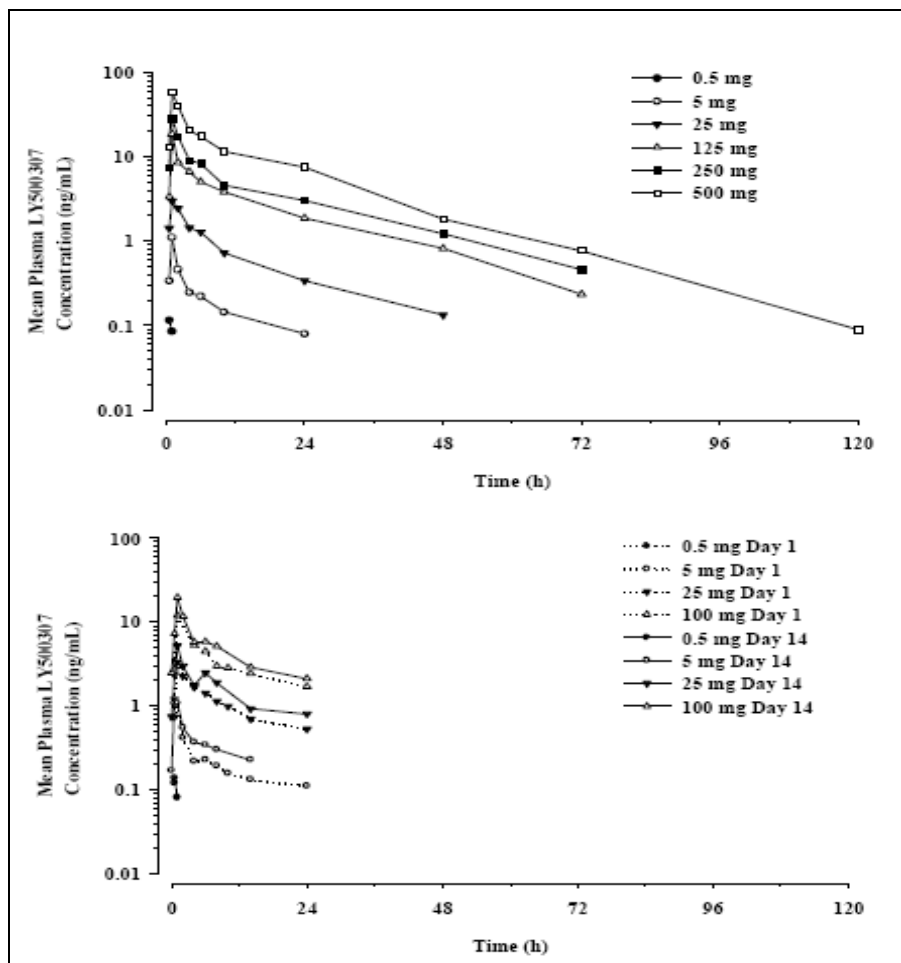 100
10
1
0.1
0.01
Mean Plasma LY500307
Concentration (ng/mL)
0.5 mg
5 mg
25 mg
125 mg
250 mg
500 mg
0 24 48 72 96 120
Time (h)
100
10
1
0.1
0.01
Mean Plasma LY500307
Concentration (ng/mL)
0.5 mg Day 1
5 mg Day 1
25 mg Day 1
100 mg Day 1
0.5 mg Day 14
5 mg Day 14
25 mg Day 14
100 mg Day 14
0 24 48 72 96 120
Time (h)